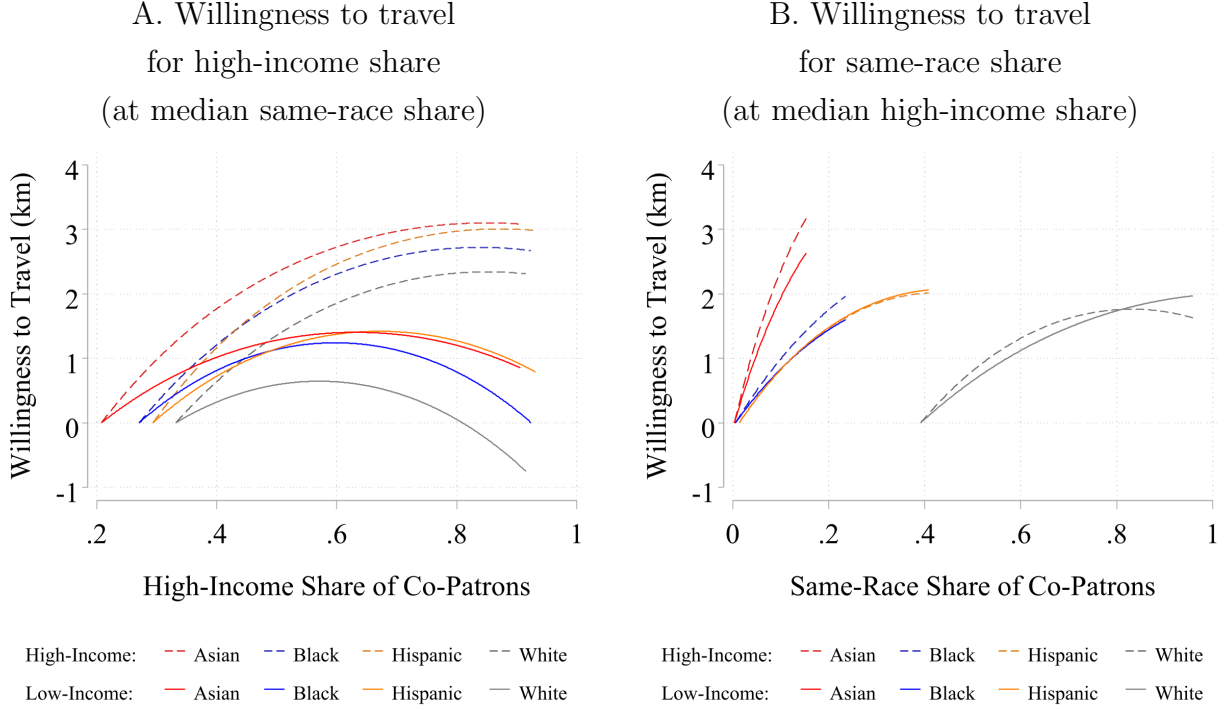 A. Willingness to travel
for high-income share
(at median same-race share)
Willingness to Travel (km)
4
3
2
1
0
-1
.2 .4 .6 .8 1
High-Income Share of Co-Patrons
High-Income: Asian Black Hispanic White
Low-Income: Asian Black Hispanic White
B. Willingness to travel
for same-race share
(at median high-income share)
Willingness to Travel (km)
4
3
2
1
0
-1
0 .2 .4 .6 .8 1
Same-Race Share of Co-Patrons
High-Income: Asian Black Hispanic White
Low-Income: Asian Black Hispanic White